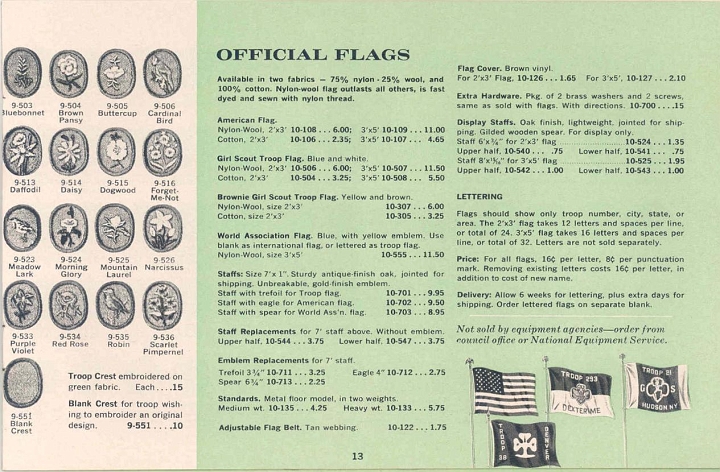 9-503
Bluebonnet
9-504
Brown
Pansy
9-505
Buttercup
9-506
Cardinal
Bird
9-513
Daffodil
9-514
Daisy
9-515
Dogwood
9-516
Forget-
Me-Not
9-523
Meadow
Lark
9-524
Morning
Glory
9-525
Mountain
Laurel
9-526
Narcissus
9-533
Purple
Violet
9-534
Red Rose
9-535
Robin
9-536
Scarlet
Pimpernel
9-551
Blank
Crest
Troop Crest embroidered on
green fabric. Each....15
Blank Crest for troop wish-
ing to embroider an original
design. 9-551 ....10
OFFICIAL FLAGS
Available in two fabrics — 75% nylon - 25% wool, and
100% cotton. Nylon-wool flag outlasts all others, is fast
dyed and sewn with nylon thread.
American Flag.
Nylon-Wool, 2'x3' 10-108 ... 6.00; 3'x5' 10-109 ... 11.00
Cotton, 2'x3' 10-106 ... 2.35; 3'x5' 10-107 ... 4.65
Girl Scout Troop Flag. Blue and white.
Nylon-Wool, 2'x3' 10-506 ... 6.00; 3'x5' 10-507 ... 11.50
Cotton, 2'x3' 10-504 ... 3.25; 3'x5' 10-508 ... 5.50
Brownie Girl Scout Troop Flag. Yellow and brown.
Nylon-Wool, size 2'x3' 10-307 ... 6.00
Cotton, size 2'x3' 10-305 ... 3.25
World Association Flag. Blue, with yellow emblem. Use
blank as international flag, or lettered as troop flag.
Nylon-Wool, size 3'x5' 10-555 ... 11.50
Staffs: Size 7' x 1". Sturdy antique-finish oak, jointed for
shipping. Unbreakable, gold-finish emblem.
Staff with trefoil for Troop flag. 10-701 ... 9.95
Staff with eagle for American flag. 10-702 ... 9.50
Staff with spear for World Ass'n. flag. 10-703 ... 8.95
Staff Replacements for 7' staff above. Without emblem.
Upper half, 10-544 ... 3.75 Lower half, 10-547 ... 3.75
Emblem Replacements for 7' staff.
Trefoil 3¾" 10-711 ... 3.25 Eagle 4" 10-712 ... 2.75
Spear 6¾" 10-713 ... 2.25
Standards. Metal floor model, in two weights.
Medium wt. 10-135 ... 4.25 Heavy wt. 10-133 ... 5.75
Adjustable Flag Belt. Tan webbing. 10-122 ... 1.75
13
Flag Cover. Brown vinyl.
For 2'x3' Flag, 10-126 ... 1.65 For 3'x5', 10-127 ... 2.10
Extra Hardware. Pkg. of 2 brass washers and 2 screws,
same as sold with flags. With directions. 10-700 ....15
Display Staffs. Oak finish, lightweight, jointed for ship-
ping. Gilded wooden spear. For display only.
Staff 6'x¾" for 2'x3' flag ........ 10-524 ... 1.35
Upper half, 10-540 ... .75 Lower half, 10-541 ... .75
for 3'x5' flag ........ 10-525 ... 1.95
Upper half, 10-542 ... 1.00 Lower half, 10-543 ... 1.00
LETTERING
Flags should show only troop number, city, state, or
area. The 2'x3' flag takes 12 letters and spaces per line,
or total of 24. 3'x5' flag takes 16 letters and spaces per
line, or total of 32. Letters are not sold separately.
Price: For all flags, 16¢ per letter, 8¢ per punctuation
mark. Removing existing letters costs 16¢ per letter, in
addition to cost of new name.
Delivery: Allow 6 weeks for lettering, plus extra days for
shipping. Order lettered flags on separate blank.
Not sold by equipment agencies—order from
council office or National Equipment Service.
TROOP 293
DEXTER ME.
TROOP 21
G S
HUDSON NY
TROOP 38
DENVER